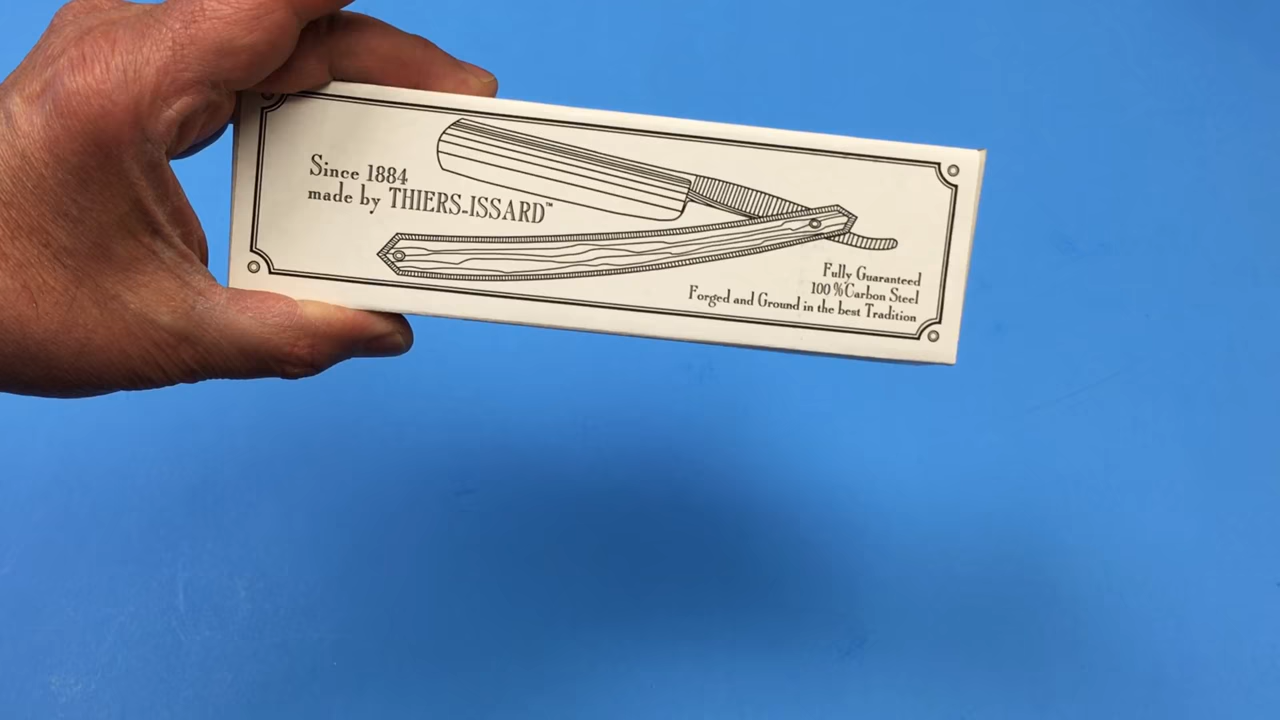 Since 1884
made by THIERS-ISSARD™
Fully Guaranteed
100 % Carbon Steel
Forged and Ground in the best Tradition